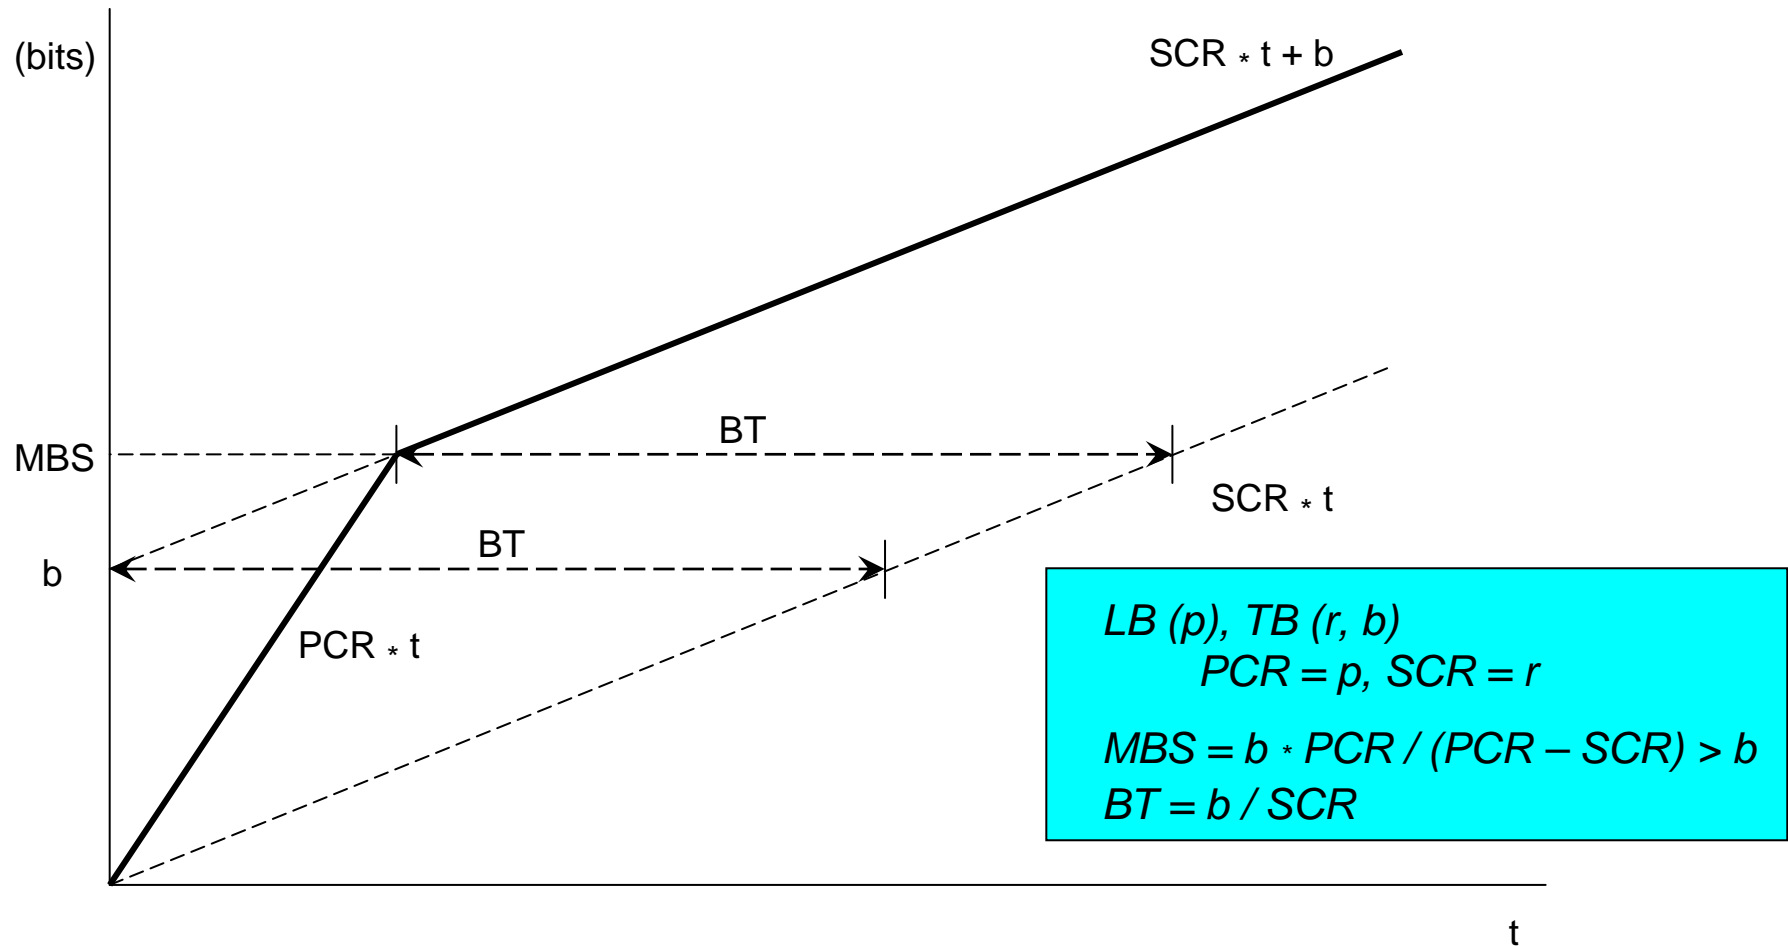 (bits)
SCR * t + b
MBS
BT
SCR * t
b
BT
PCR * t
LB (p), TB (r, b)
PCR = p, SCR = r
MBS = b * PCR / (PCR – SCR) > b
BT = b / SCR
t